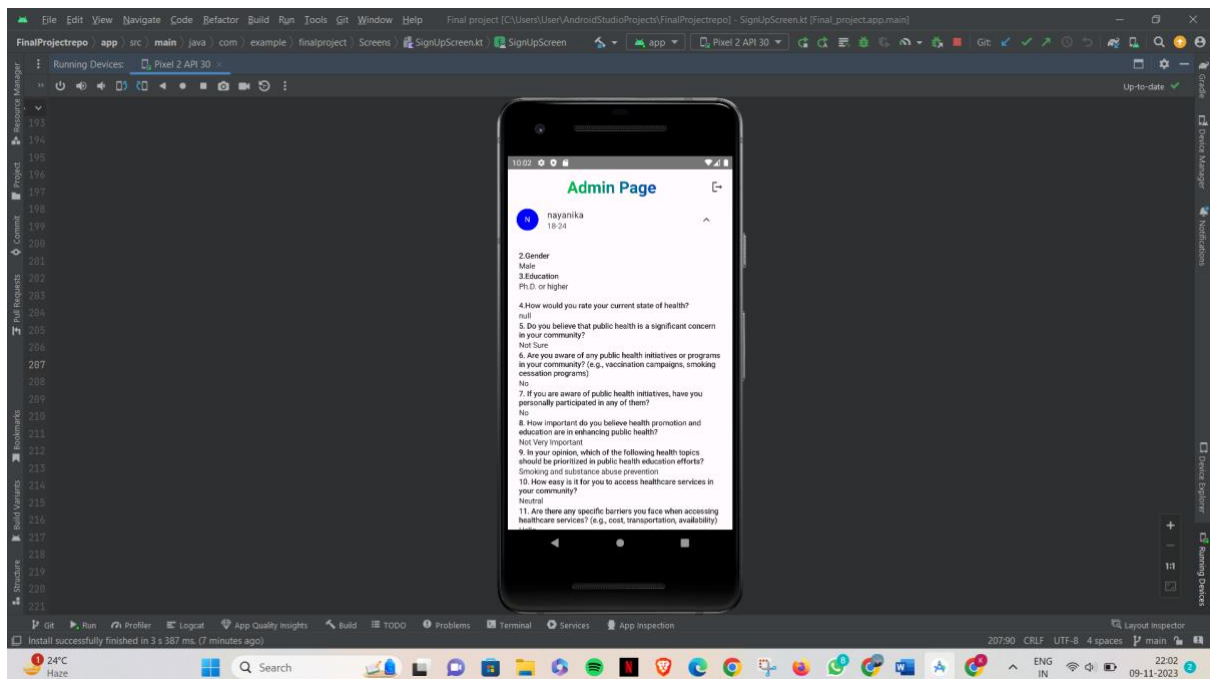 File Edit View Navigate Code Refactor Build Run Tools Git Window Help Final project [C:\Users\User\AndroidStudioProjects\FinalProjectrepo] - SignUpScreen.kt [Final_project.app.main]
FinalProjectrepo app src main java com example finalproject Screens SignUpScreen.kt SignUpScreen app Pixel 2 API 30 Git:
Running Devices: Pixel 2 API 30
Up-to-date
Resource Manager
Project
Commit
Pull Requests
Bookmarks
Build Variants
Structure
193
194
195
196
197
198
199
200
201
202
203
204
205
206
207
208
209
210
211
212
213
214
215
216
217
218
219
220
221
10:02
Admin Page
N
nayanika
18-24
2.Gender
Male
3.Education
Ph.D. or higher
4.How would you rate your current state of health?
null
5. Do you believe that public health is a significant concern
in your community?
Not Sure
6. Are you aware of any public health initiatives or programs
in your community? (e.g., vaccination campaigns, smoking
cessation programs)
No
7. If you are aware of public health initiatives, have you
personally participated in any of them?
No
8. How important do you believe health promotion and
education are in enhancing public health?
Not Very Important
9. In your opinion, which of the following health topics
should be prioritized in public health education efforts?
Smoking and substance abuse prevention
10. How easy is it for you to access healthcare services in
your community?
Neutral
11. Are there any specific barriers you face when accessing
healthcare services? (e.g., cost, transportation, availability)
Gradle
Device Manager
Notifications
Device Explorer
Running Devices
1:1
Git Run Profiler Logcat App Quality Insights Build TODO Problems Terminal Services App Inspection Layout Inspector
Install successfully finished in 3 s 387 ms. (7 minutes ago) 207:90 CRLF UTF-8 4 spaces main
1
24°C
Haze
Search
ENG
IN
22:02
09-11-2023
2